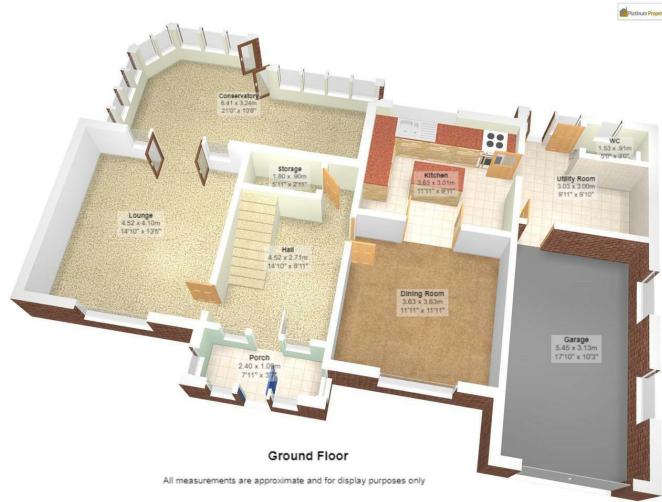 Platinum Proper
Conservatory
6.41 x 3.24m
21'0" x 10'8"
WC
1.53 x .91m
5'0" x 3'0"
Storage
1.80 x .90m
5'11" x 2'11"
Kitchen
3.63 x 3.01m
11'11" x 9'11"
Utility Room
3.03 x 3.00m
9'11" x 9'10"
Lounge
4.52 x 4.10m
14'10" x 13'5"
Hall
4.52 x 2.71m
14'10" x 8'11"
Dining Room
3.63 x 3.63m
11'11" x 11'11"
Garage
5.45 x 3.13m
17'10" x 10'3"
Porch
2.40 x 1.09m
7'11" x
Ground Floor
All measurements are approximate and for display purposes only